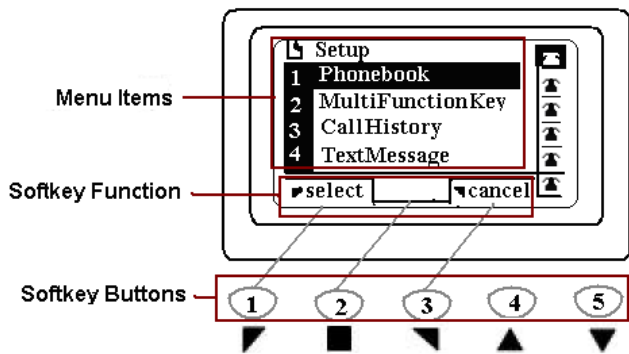 Setup
1 Phonebook
2 MultiFunctionKey
3 CallHistory
4 TextMessage
select cancel
Menu Items
Softkey Function
Softkey Buttons
1 2 3 4 5